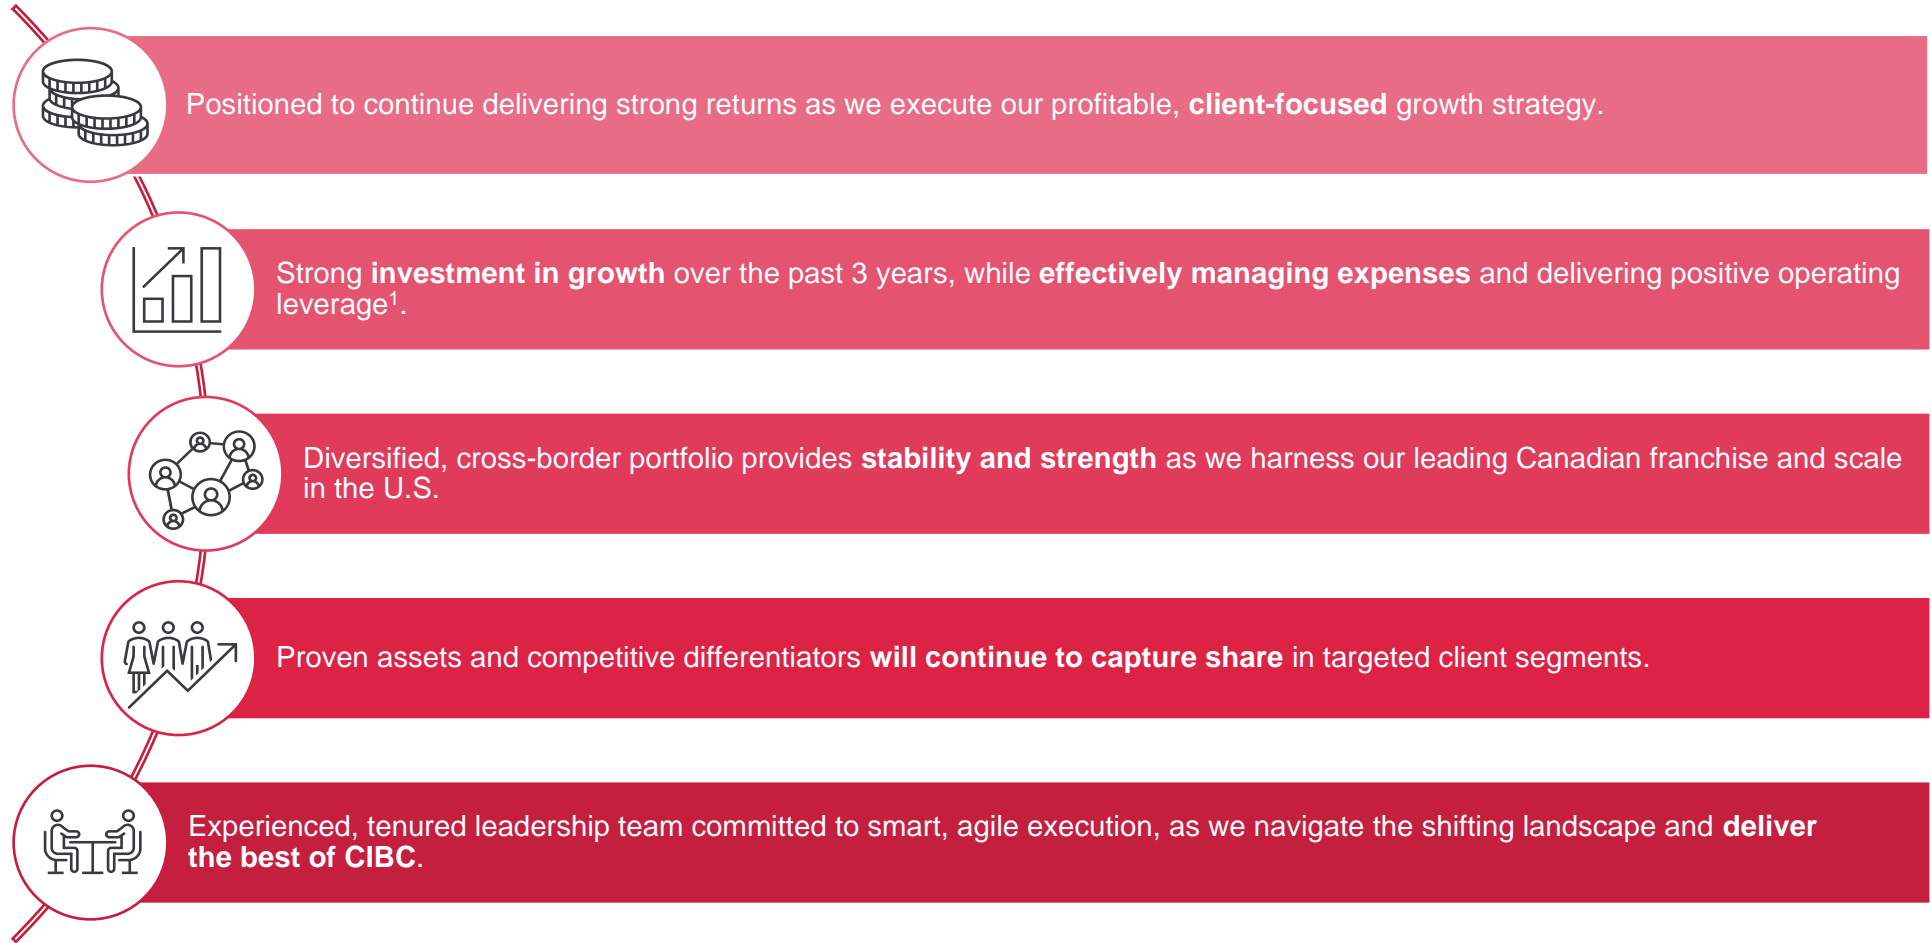 Positioned to continue delivering strong returns as we execute our profitable, client-focused growth strategy.
Strong investment in growth over the past 3 years, while effectively managing expenses and delivering positive operating
leverage¹.
Diversified, cross-border portfolio provides stability and strength as we harness our leading Canadian franchise and scale
in the U.S.
Proven assets and competitive differentiators will continue to capture share in targeted client segments.
Experienced, tenured leadership team committed to smart, agile execution, as we navigate the shifting landscape and deliver
the best of CIBC.